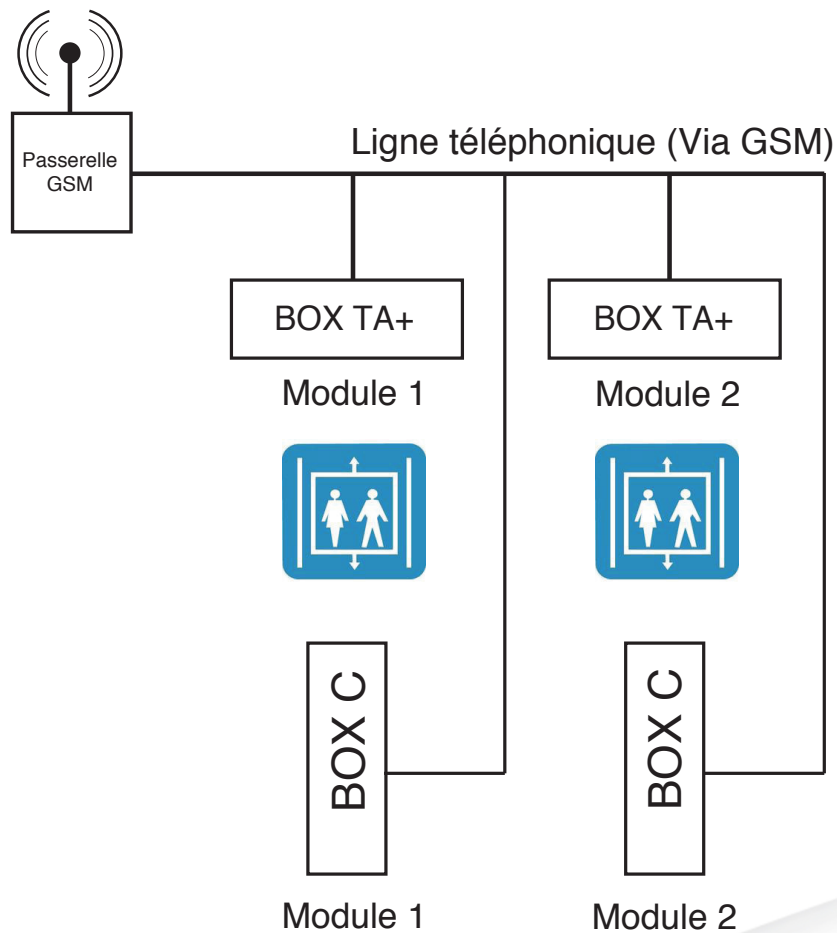 Ligne téléphonique (Via GSM)
Passerelle
GSM
BOX TA+
BOX TA+
Module 1
Module 2
BOX C
BOX C
Module 1
Module 2